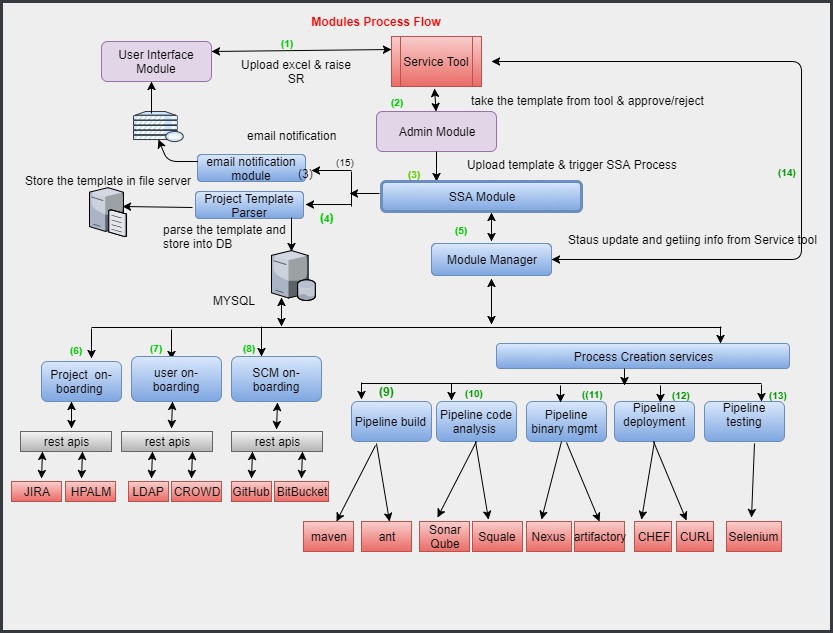 Modules Process Flow
(1)
User Interface
Module
Service Tool
Upload excel & raise
SR
(2)
take the template from tool & approve/reject
Admin Module
email notification
(15)
email notification
module
(3)
(3)
Upload template & trigger SSA Process
(14)
Store the template in file server
Project Template
Parser
SSA Module
(4)
parse the template and
store into DB
(5)
Staus update and getiing info from Service tool
Module Manager
MYSQL
(6)
(7)
(8)
Process Creation services
Project on-
boarding
user on-
boarding
SCM on-
boarding
(9)
(10)
((11)
(12)
(13)
Pipeline build
Pipeline code
analysis
Pipeline
binary mgmt
Pipeline
deployment
Pipeline
testing
rest apis
rest apis
rest apis
JIRA
HPALM
LDAP
CROWD
GitHub
BitBucket
maven
ant
Sonar
Qube
Squale
Nexus
artifactory
CHEF
CURL
Selenium